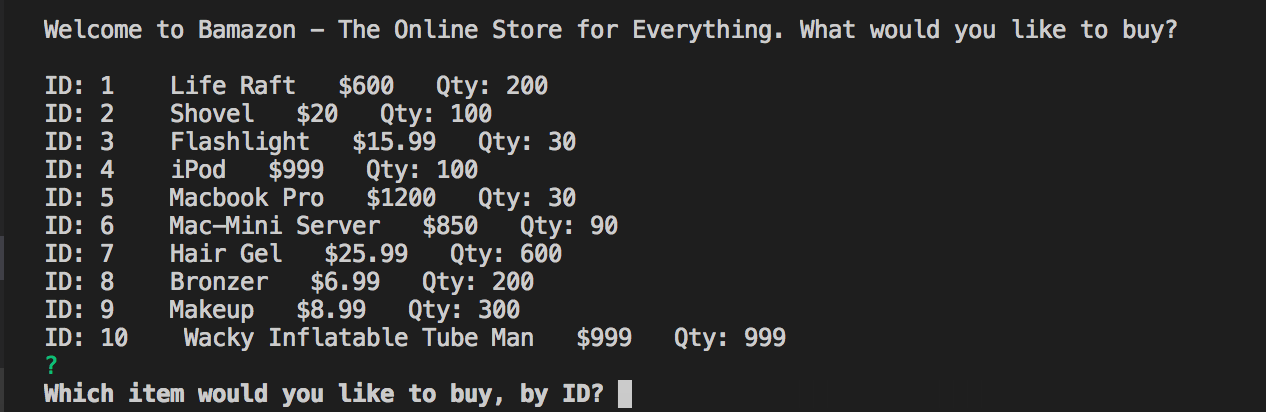 Welcome to Bamazon – The Online Store for Everything. What would you like to buy?
ID: 1    Life Raft   $600   Qty: 200
ID: 2    Shovel   $20   Qty: 100
ID: 3    Flashlight   $15.99   Qty: 30
ID: 4    iPod   $999   Qty: 100
ID: 5    Macbook Pro   $1200   Qty: 30
ID: 6    Mac-Mini Server   $850   Qty: 90
ID: 7    Hair Gel   $25.99   Qty: 600
ID: 8    Bronzer   $6.99   Qty: 200
ID: 9    Makeup   $8.99   Qty: 300
ID: 10    Wacky Inflatable Tube Man   $999   Qty: 999
?
Which item would you like to buy, by ID?